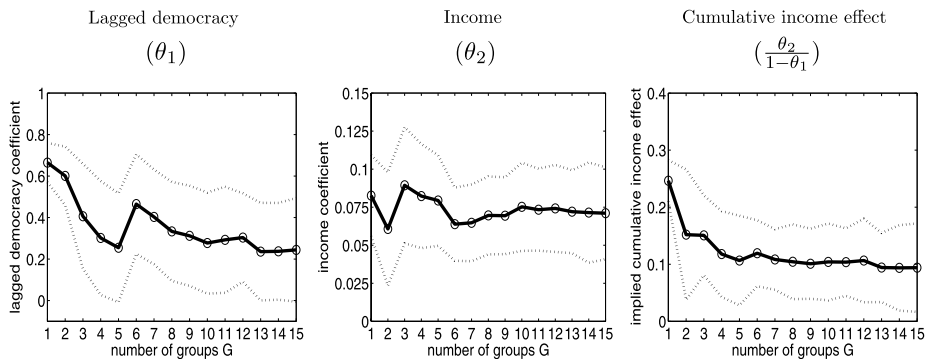 Lagged democracy
(θ₁)
lagged democracy coefficient
1
0.8
0.6
0.4
0.2
0
1 2 3 4 5 6 7 8 9 10 11 12 13 14 15
number of groups G
Income
(θ₂)
income coefficient
0.15
0.125
0.1
0.075
0.05
0.025
0
1 2 3 4 5 6 7 8 9 10 11 12 13 14 15
number of groups G
Cumulative income effect
(θ₂/1−θ₁)
implied cumulative income effect
0.4
0.3
0.2
0.1
0
1 2 3 4 5 6 7 8 9 10 11 12 13 14 15
number of groups G